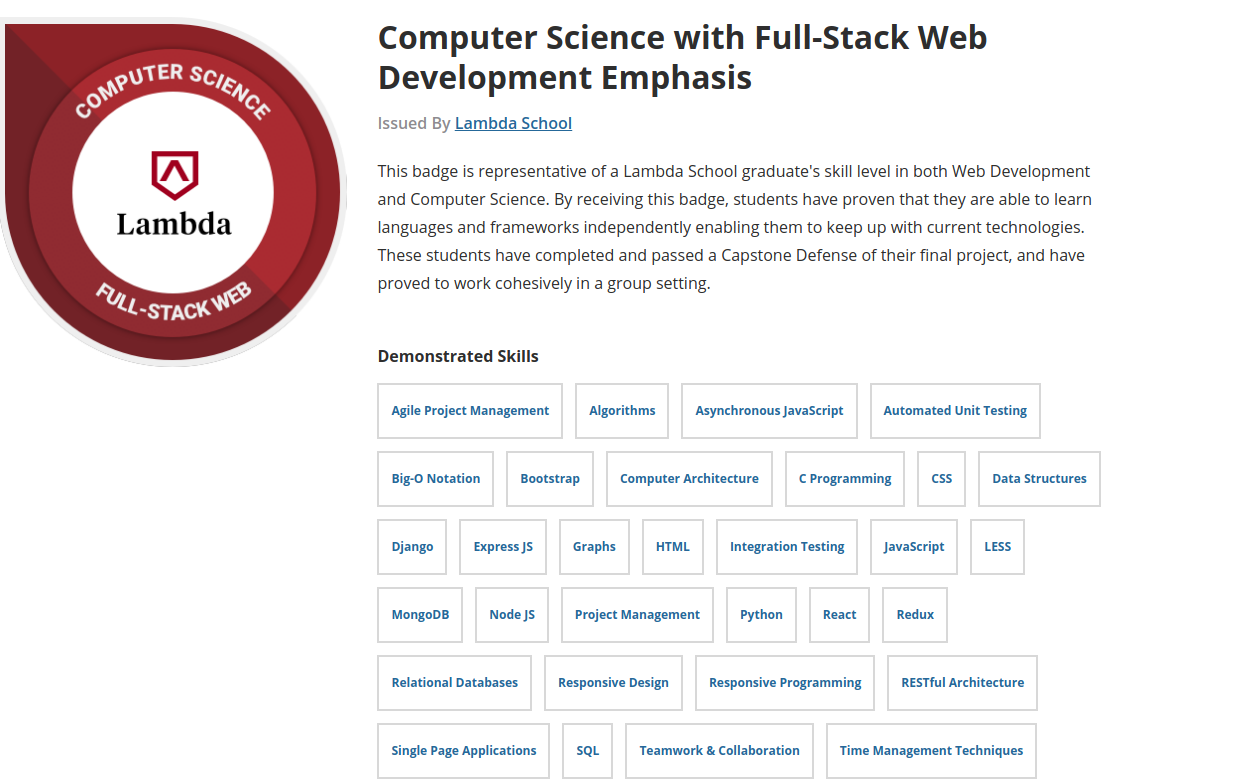 COMPUTER SCIENCE
Lambda
FULL-STACK WEB
Computer Science with Full-Stack Web
Development Emphasis
Issued By Lambda School
This badge is representative of a Lambda School graduate's skill level in both Web Development
and Computer Science. By receiving this badge, students have proven that they are able to learn
languages and frameworks independently enabling them to keep up with current technologies.
These students have completed and passed a Capstone Defense of their final project, and have
proved to work cohesively in a group setting.
Demonstrated Skills
Agile Project Management Algorithms Asynchronous JavaScript Automated Unit Testing
Big-O Notation Bootstrap Computer Architecture C Programming CSS Data Structures
Django Express JS Graphs HTML Integration Testing JavaScript LESS
MongoDB Node JS Project Management Python React Redux
Relational Databases Responsive Design Responsive Programming RESTful Architecture
Single Page Applications SQL Teamwork & Collaboration Time Management Techniques